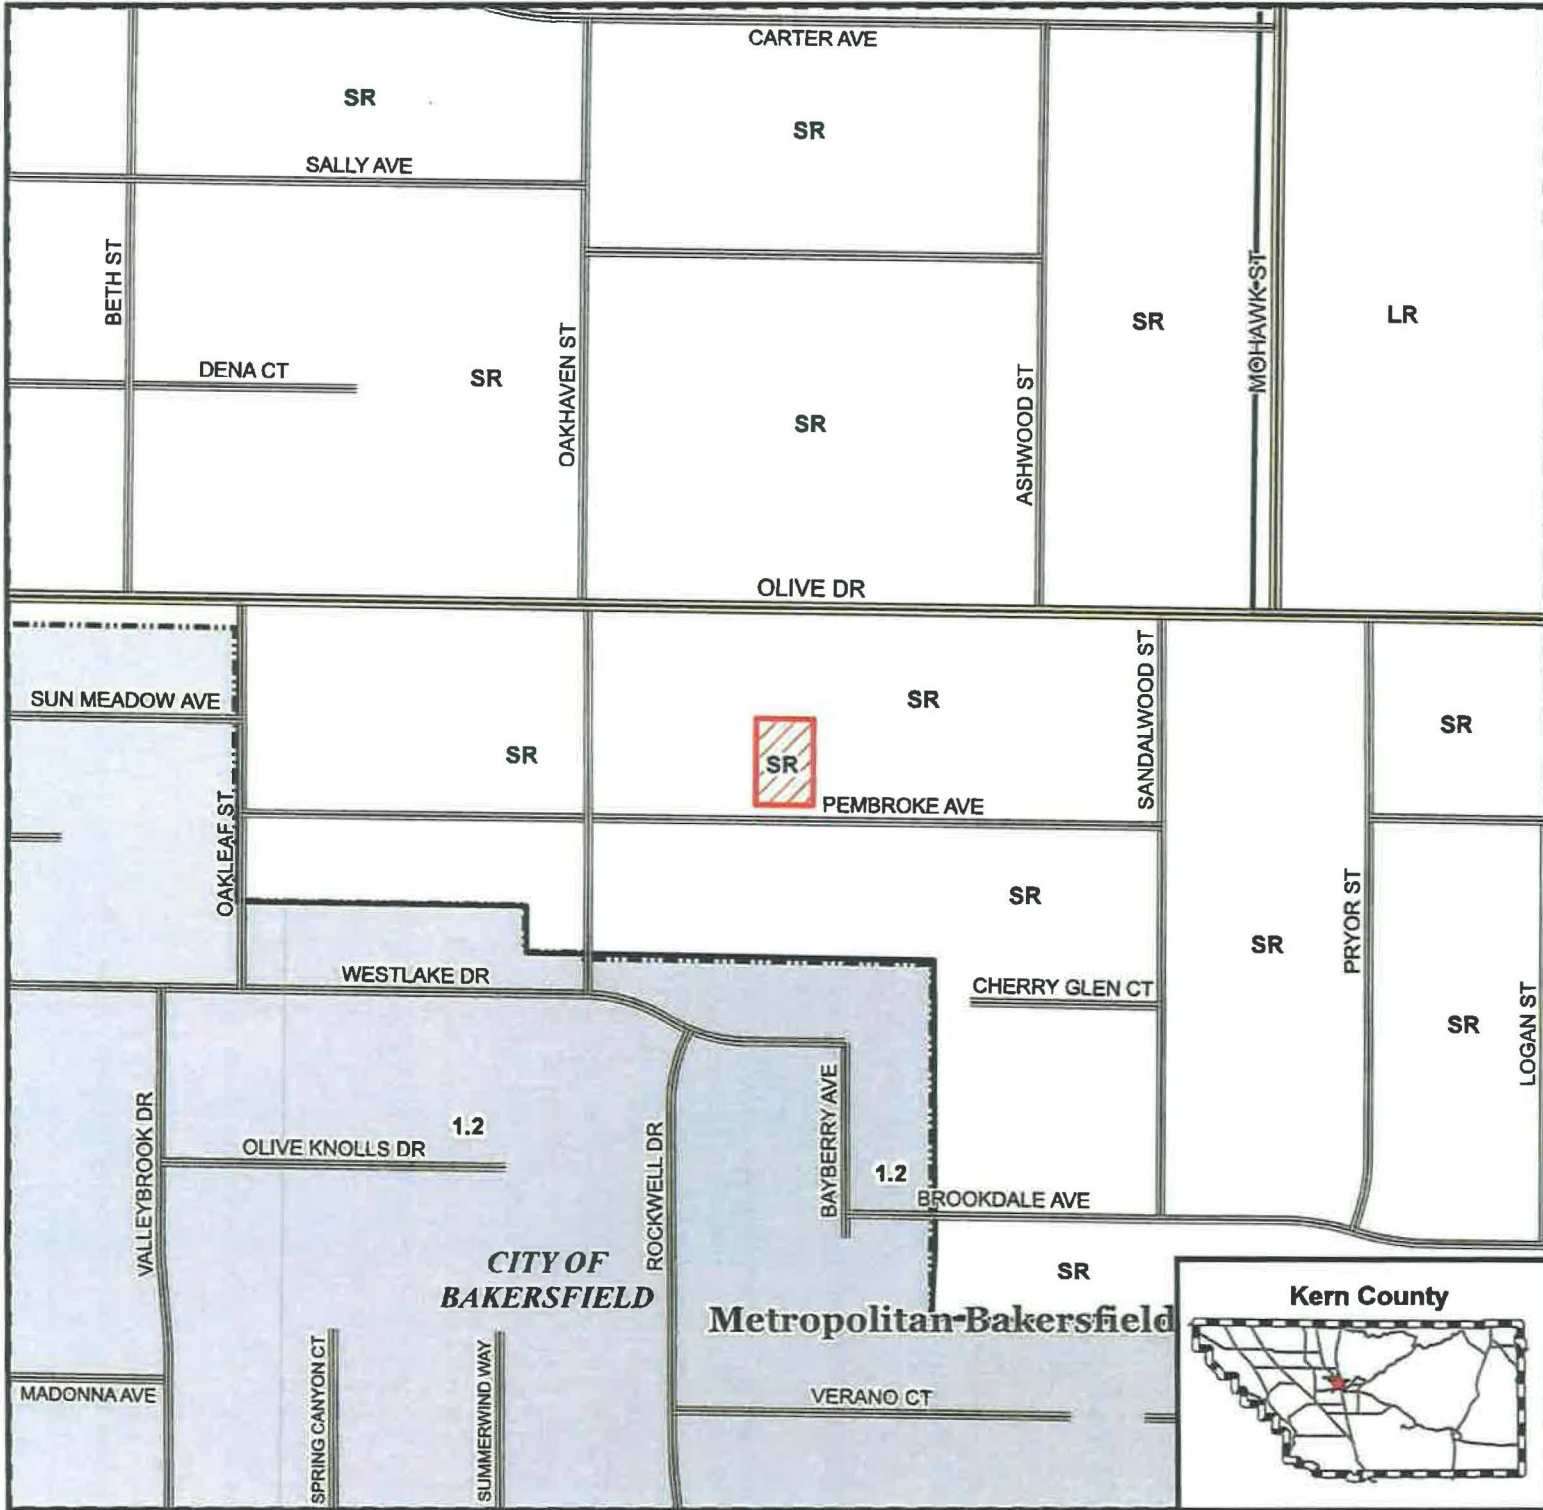 CARTER AVE
SR
SR
SALLY AVE
BETH ST
MOHAWK ST
SR
LR
OAKHAVEN ST
DENA CT
SR
ASHWOOD ST
SR
OLIVE DR
SANDALWOOD ST
SUN MEADOW AVE
SR
SR
SR
SR
PEMBROKE AVE
OAKLEAF ST
SR
PRYOR ST
SR
WESTLAKE DR
CHERRY GLEN CT
SR
LOGAN ST
VALLEYBROOK DR
1.2
OLIVE KNOLLS DR
ROCKWELL DR
BAYBERRY AVE
1.2
BROOKDALE AVE
CITY OF
BAKERSFIELD
SR
Metropolitan Bakersfield
Kern County
MADONNA AVE
SPRING CANYON CT
SUMMERWIND WAY
VERANO CT